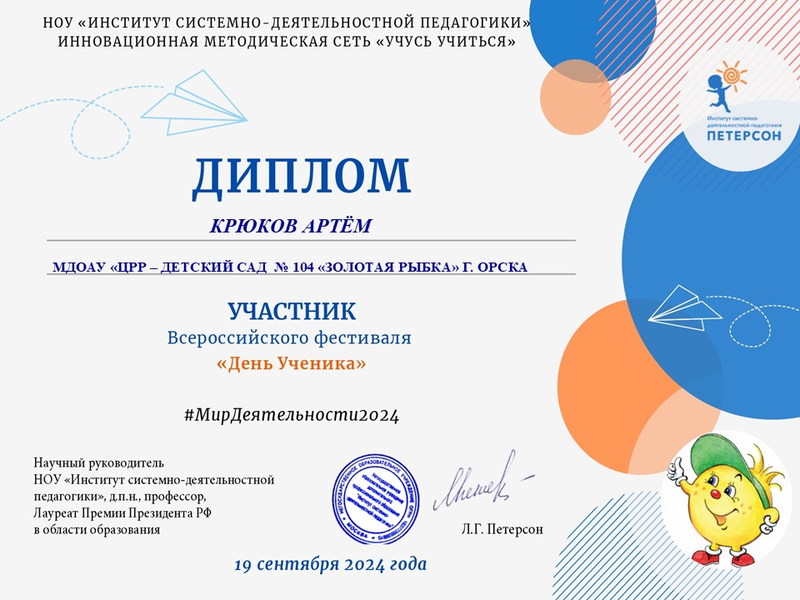 НОУ «ИНСТИТУТ СИСТЕМНО-ДЕЯТЕЛЬНОСТНОЙ ПЕДАГОГИКИ»
ИННОВАЦИОННАЯ МЕТОДИЧЕСКАЯ СЕТЬ «УЧУСЬ УЧИТЬСЯ»
Институт системно-
деятельностной педагогики
ПЕТЕРСОН
ДИПЛОМ
КРЮКОВ АРТЁМ
МДОАУ «ЦРР – ДЕТСКИЙ САД № 104 «ЗОЛОТАЯ РЫБКА» Г. ОРСКА
УЧАСТНИК
Всероссийского фестиваля
«День Ученика»
#МирДеятельности2024
Научный руководитель
НОУ «Институт системно-деятельностной
педагогики», д.п.н., профессор,
Лауреат Премии Президента РФ
в области образования
МОСКВА
Л.Г. Петерсон
19 сентября 2024 года